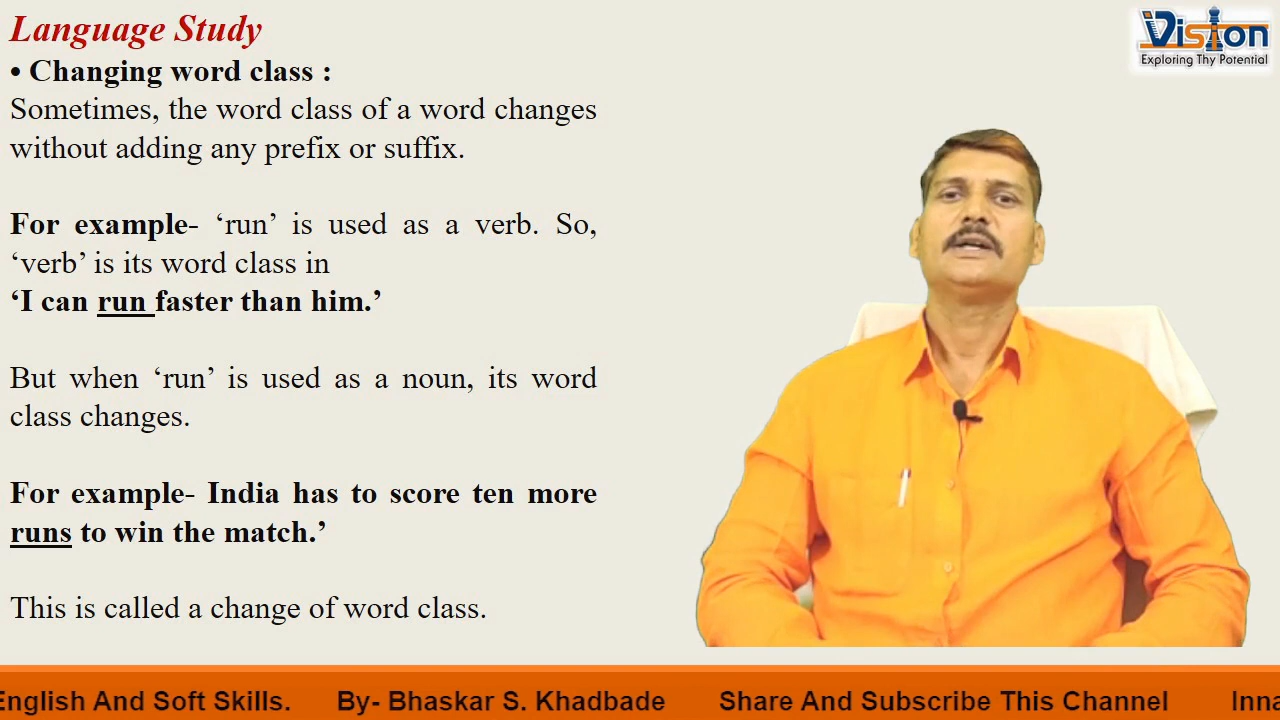 Language Study
• Changing word class :
Sometimes, the word class of a word changes
without adding any prefix or suffix.
For example- ‘run’ is used as a verb. So,
‘verb’ is its word class in
‘I can run faster than him.’
But when ‘run’ is used as a noun, its word
class changes.
For example- India has to score ten more
runs to win the match.’
This is called a change of word class.
Vision
Exploring Thy Potential
English And Soft Skills. By- Bhaskar S. Khadbade Share And Subscribe This Channel